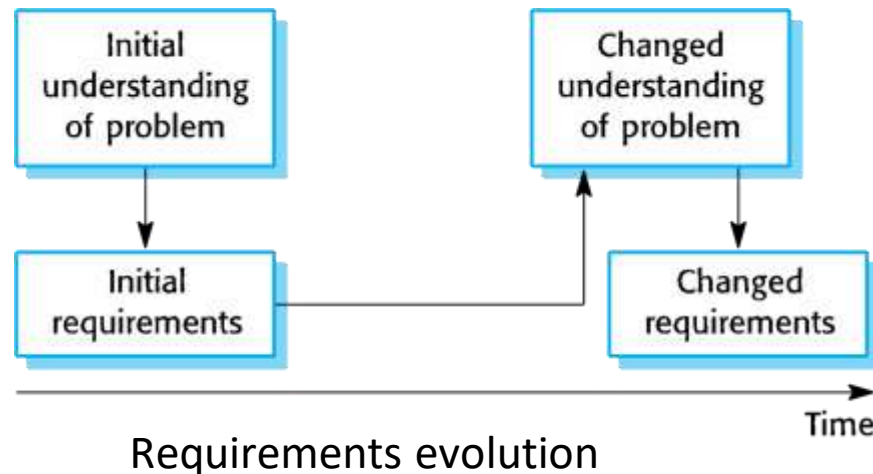 Initial
understanding
of problem
Changed
understanding
of problem
Initial
requirements
Changed
requirements
Time
Requirements evolution